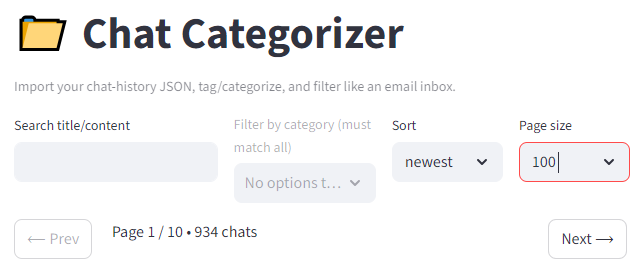 Chat Categorizer
Import your chat-history JSON, tag/categorize, and filter like an email inbox.
Search title/content
Filter by category (must
match all)
No options t...
Sort
newest
Page size
100
← Prev
Page 1 / 10 • 934 chats
Next →